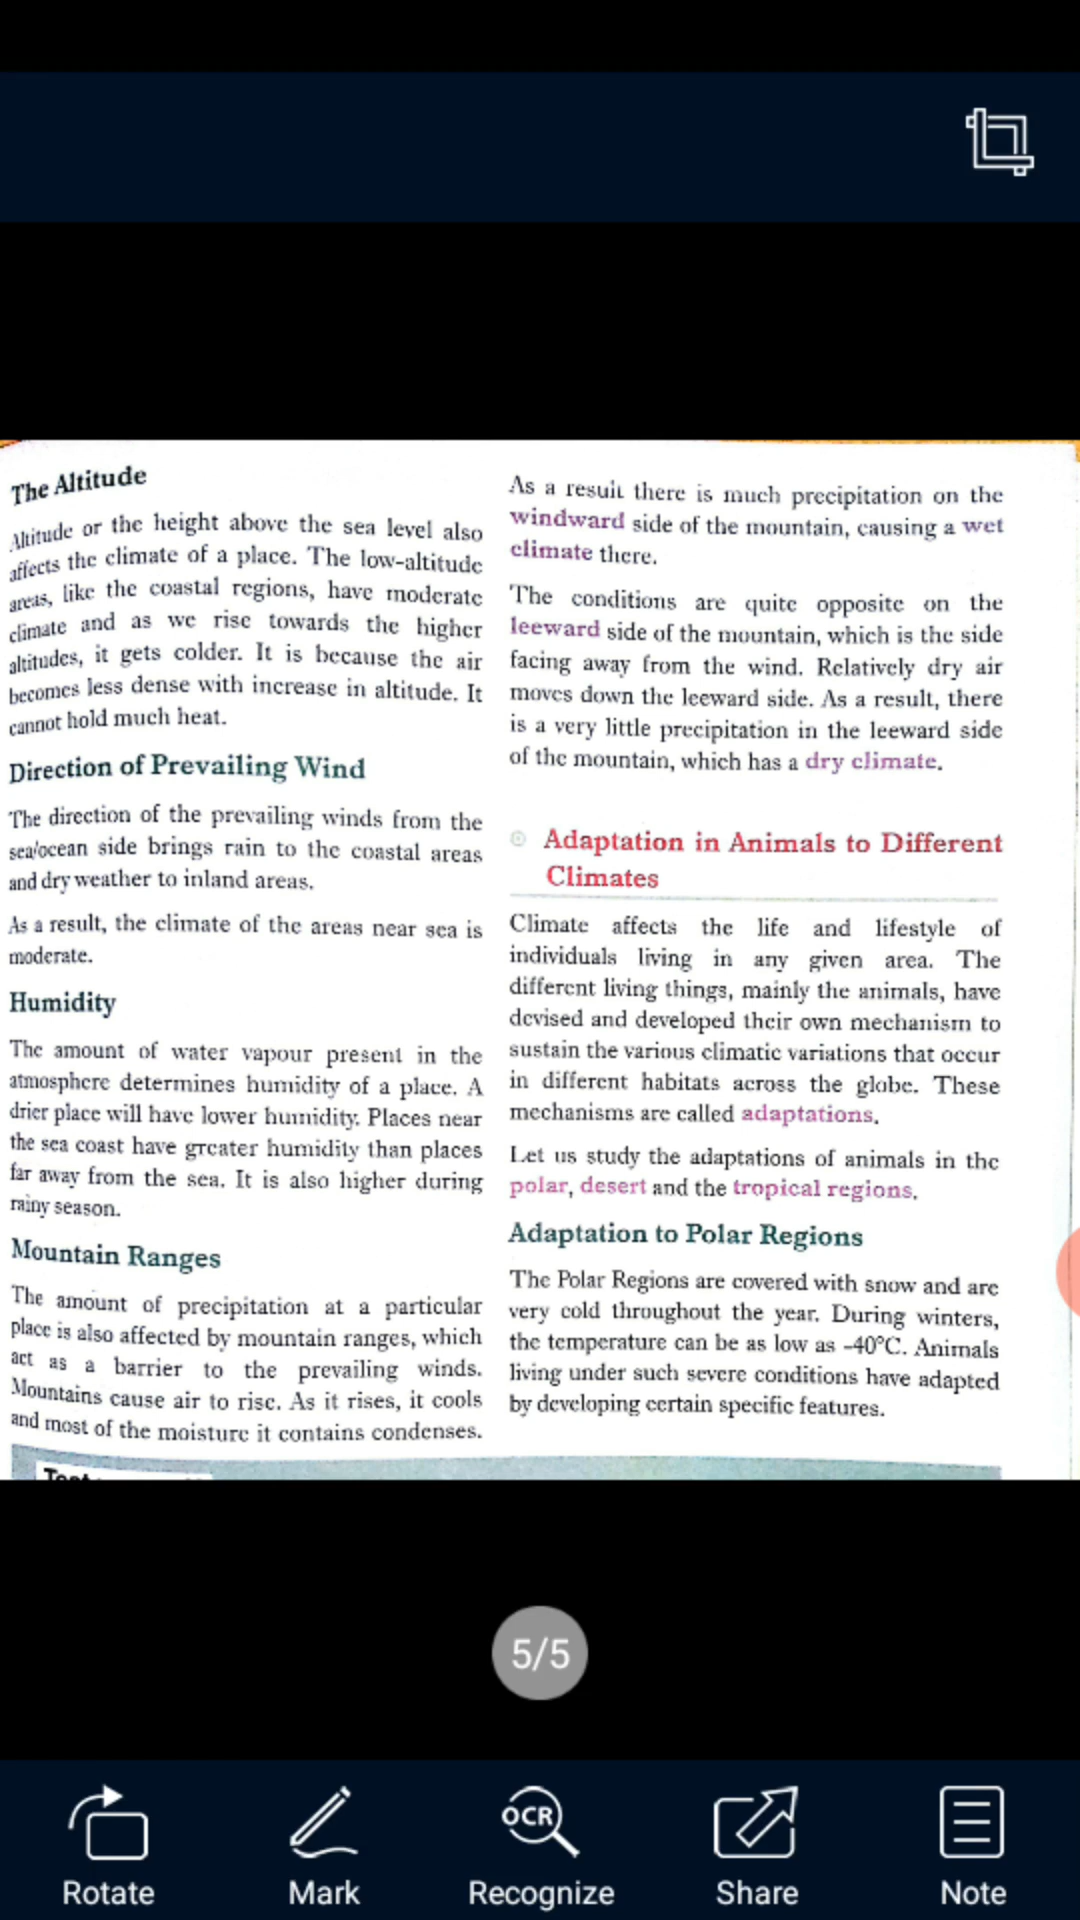 The Altitude
Altitude or the height above the sea level also
affects the climate of a place. The low-altitude
areas, like the coastal regions, have moderate
climate and as we rise towards the higher
altitudes, it gets colder. It is because the air
becomes less dense with increase in altitude. It
cannot hold much heat.
Direction of Prevailing Wind
The direction of the prevailing winds from the
sea/ocean side brings rain to the coastal areas
and dry weather to inland areas.
As a result, the climate of the areas near sea is
moderate.
Humidity
The amount of water vapour present in the
atmosphere determines humidity of a place. A
drier place will have lower humidity. Places near
the sea coast have greater humidity than places
far away from the sea. It is also higher during
rainy season.
Mountain Ranges
The amount of precipitation at a particular
place is also affected by mountain ranges, which
act as a barrier to the prevailing winds.
Mountains cause air to rise. As it rises, it cools
and most of the moisture it contains condenses.
As a result there is much precipitation on the
windward side of the mountain, causing a wet
climate there.
The conditions are quite opposite on the
leeward side of the mountain, which is the side
facing away from the wind. Relatively dry air
moves down the leeward side. As a result, there
is a very little precipitation in the leeward side
of the mountain, which has a dry climate.
Adaptation in Animals to Different
Climates
Climate affects the life and lifestyle of
individuals living in any given area. The
different living things, mainly the animals, have
devised and developed their own mechanism to
sustain the various climatic variations that occur
in different habitats across the globe. These
mechanisms are called adaptations.
Let us study the adaptations of animals in the
polar, desert and the tropical regions.
Adaptation to Polar Regions
The Polar Regions are covered with snow and are
very cold throughout the year. During winters,
the temperature can be as low as -40°C. Animals
living under such severe conditions have adapted
by developing certain specific features.
5/5
Rotate
Mark
OCR
Recognize
Share
Note